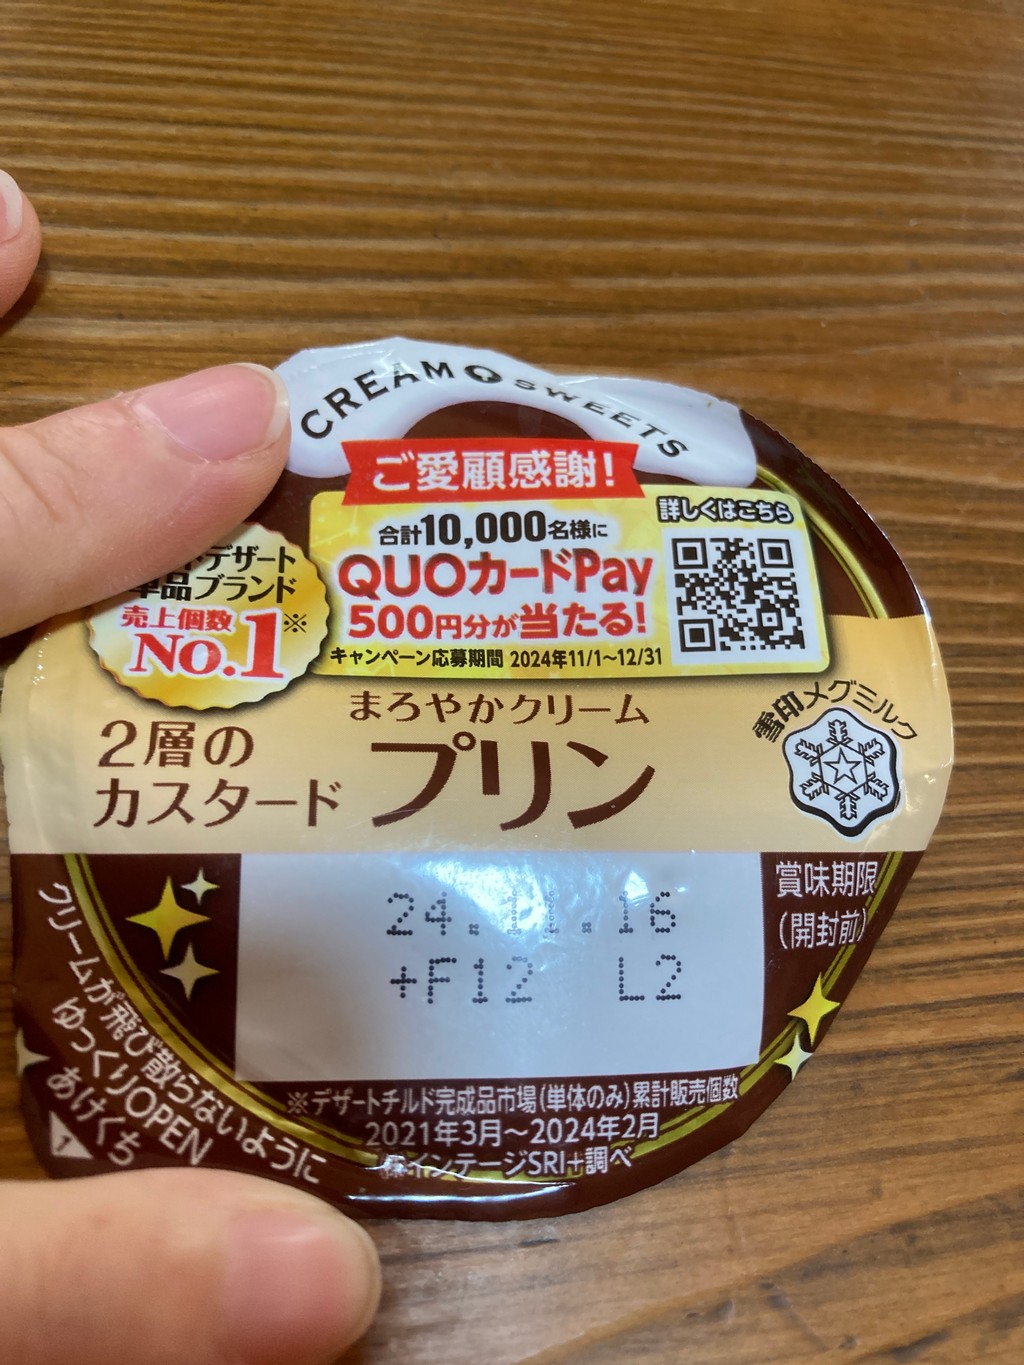 CREAM SWEETS
ご愛顧感謝!
詳しくはこちら
合計10,000名様に
QUOカードPay
500円分が当たる!
キャンペーン応募期間 2024年11/1~12/31
デザート
単品ブランド
売上個数※
No.1
まろやかクリーム
プリン
2層の
カスタード
雪印メグミルク
賞味期限
(開封前)
24.11.16
+F12 L2
クリームが飛び散らないように
ゆっくりOPEN
あけくち
※デザートチルド完成品市場(単体のみ)累計販売個数
2021年3月~2024年2月
㈱インテージSRI+調べ